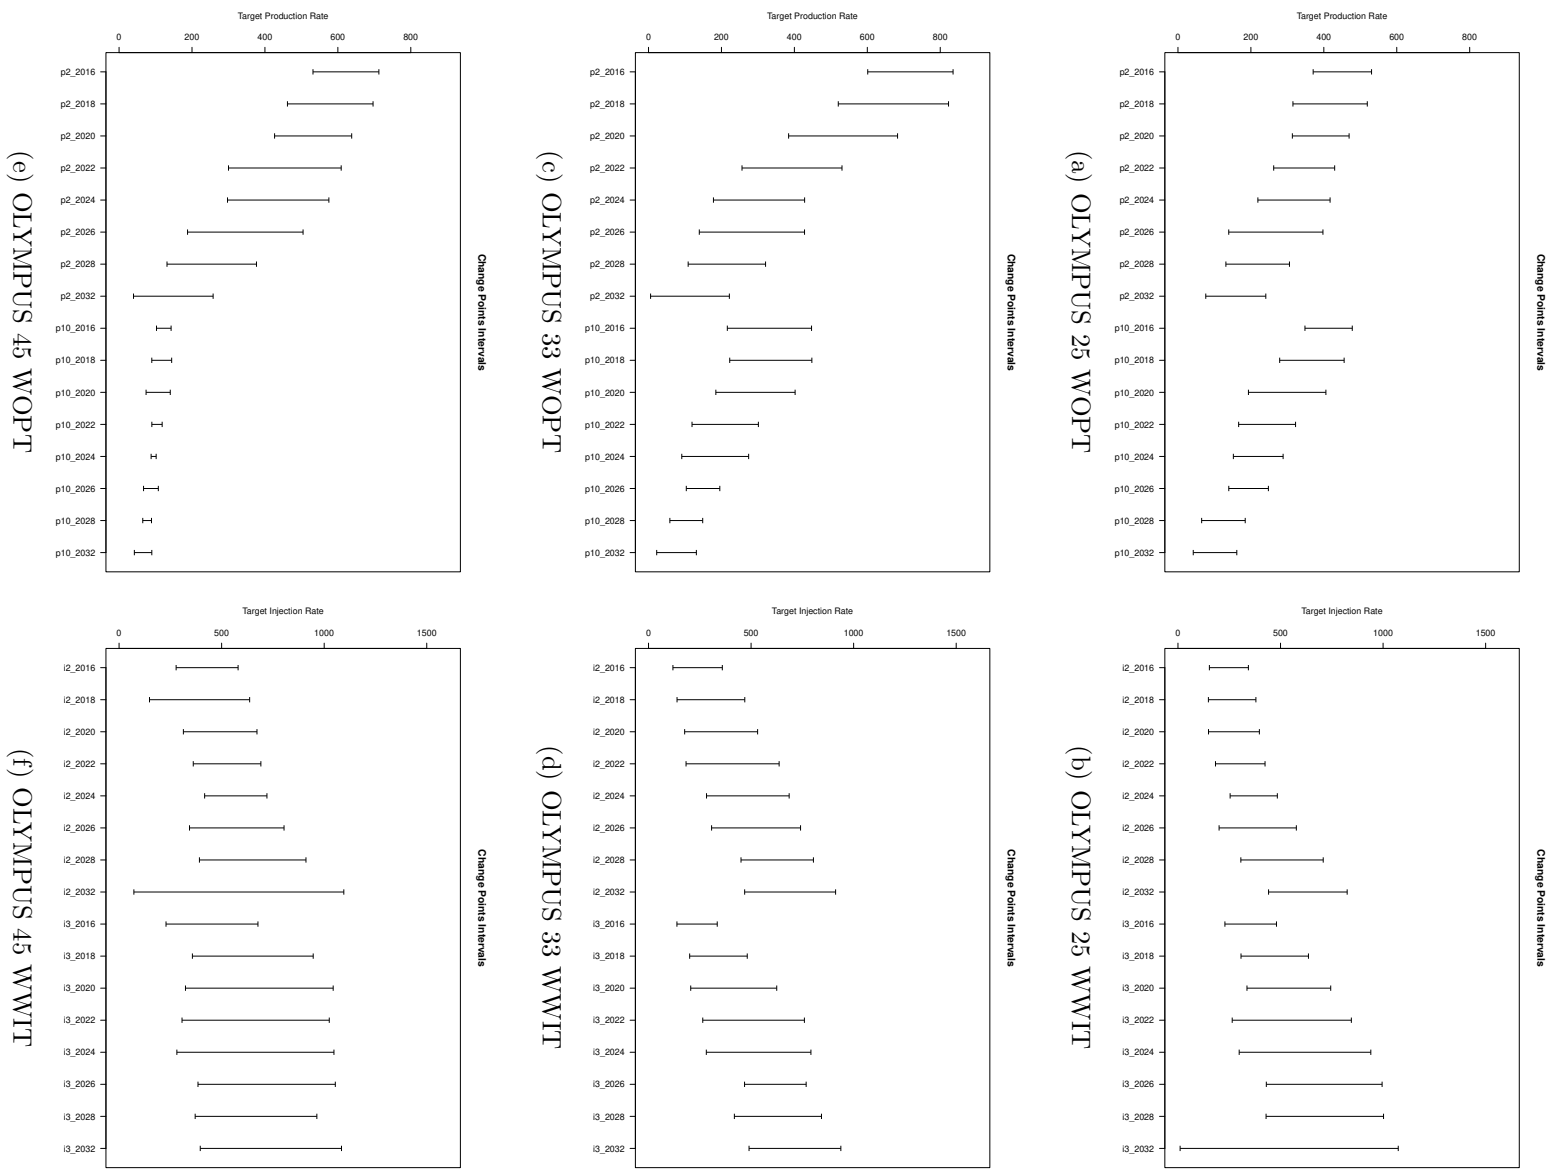 Change Points Intervals
Target Production Rate
0 200 400 600 800
p2_2016
p2_2018
p2_2020
p2_2022
p2_2024
p2_2026
p2_2028
p2_2032
p10_2016
p10_2018
p10_2020
p10_2022
p10_2024
p10_2026
p10_2028
p10_2032
(a) OLYMPUS 25 WOPT
Change Points Intervals
Target Injection Rate
0 500 1000 1500
i2_2016
i2_2018
i2_2020
i2_2022
i2_2024
i2_2026
i2_2028
i2_2032
i3_2016
i3_2018
i3_2020
i3_2022
i3_2024
i3_2026
i3_2028
i3_2032
(b) OLYMPUS 25 WWIT
Change Points Intervals
Target Production Rate
0 200 400 600 800
p2_2016
p2_2018
p2_2020
p2_2022
p2_2024
p2_2026
p2_2028
p2_2032
p10_2016
p10_2018
p10_2020
p10_2022
p10_2024
p10_2026
p10_2028
p10_2032
(c) OLYMPUS 33 WOPT
Change Points Intervals
Target Injection Rate
0 500 1000 1500
i2_2016
i2_2018
i2_2020
i2_2022
i2_2024
i2_2026
i2_2028
i2_2032
i3_2016
i3_2018
i3_2020
i3_2022
i3_2024
i3_2026
i3_2028
i3_2032
(d) OLYMPUS 33 WWIT
Change Points Intervals
Target Production Rate
0 200 400 600 800
p2_2016
p2_2018
p2_2020
p2_2022
p2_2024
p2_2026
p2_2028
p2_2032
p10_2016
p10_2018
p10_2020
p10_2022
p10_2024
p10_2026
p10_2028
p10_2032
(e) OLYMPUS 45 WOPT
Change Points Intervals
Target Injection Rate
0 500 1000 1500
i2_2016
i2_2018
i2_2020
i2_2022
i2_2024
i2_2026
i2_2028
i2_2032
i3_2016
i3_2018
i3_2020
i3_2022
i3_2024
i3_2026
i3_2028
i3_2032
(f) OLYMPUS 45 WWIT